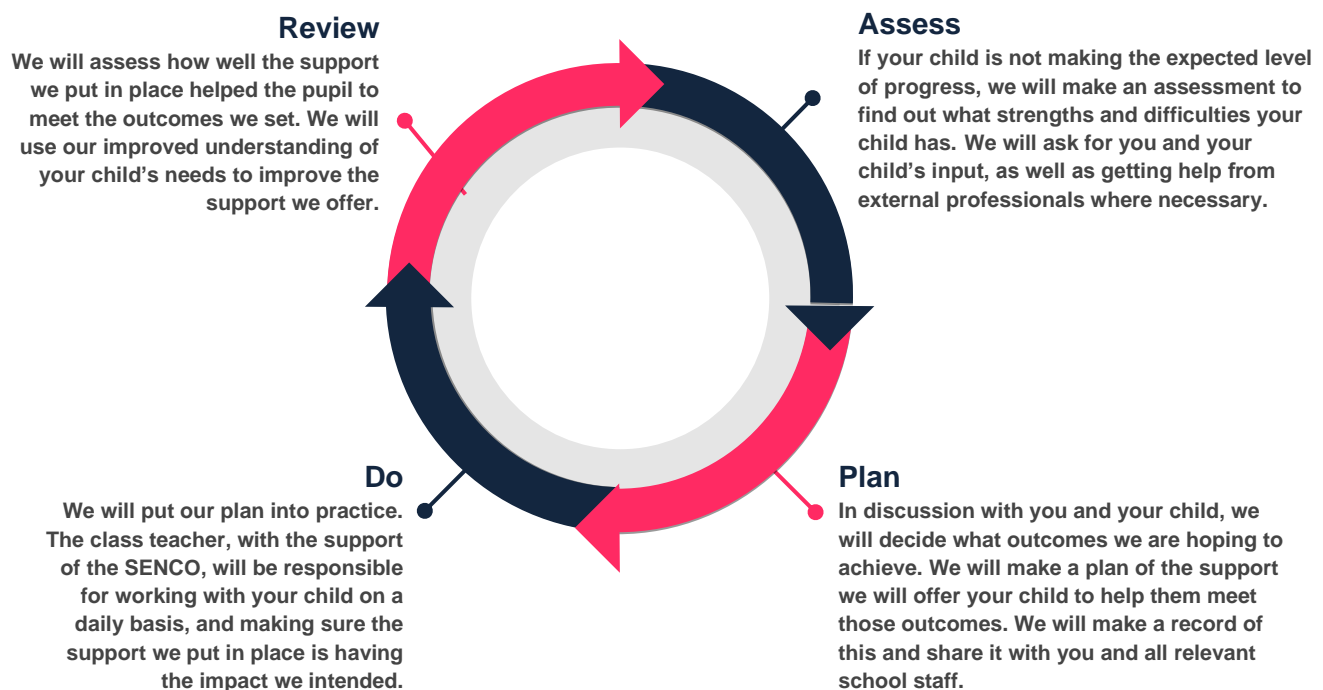 Review
We will assess how well the support
we put in place helped the pupil to
meet the outcomes we set. We will
use our improved understanding of
your child’s needs to improve the
support we offer.
Assess
If your child is not making the expected level
of progress, we will make an assessment to
find out what strengths and difficulties your
child has. We will ask for you and your
child’s input, as well as getting help from
external professionals where necessary.
Do
We will put our plan into practice.
The class teacher, with the support
of the SENCO, will be responsible
for working with your child on a
daily basis, and making sure the
support we put in place is having
the impact we intended.
Plan
In discussion with you and your child, we
will decide what outcomes we are hoping to
achieve. We will make a plan of the support
we will offer your child to help them meet
those outcomes. We will make a record of
this and share it with you and all relevant
school staff.